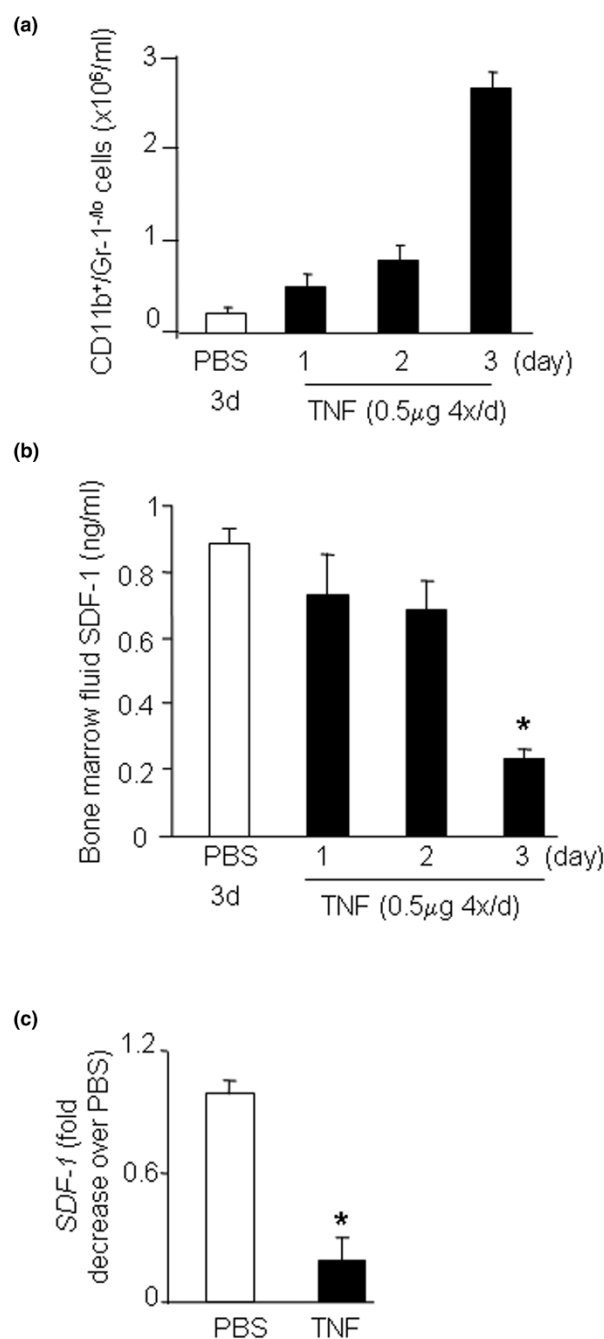 (a)
CD11b⁺/Gr-1⁻/ˡᵒ cells (x10⁶/ml)
3
2
1
0
PBS 1 2 3 (day)
3d TNF (0.5μg 4x/d)
(b)
Bone marrow fluid SDF-1 (ng/ml)
1
0.8
0.6
0.4
0.2
0
*
PBS 1 2 3 (day)
3d TNF (0.5μg 4x/d)
(c)
SDF-1 (fold
decrease over PBS)
1.2
0.6
0
*
PBS TNF